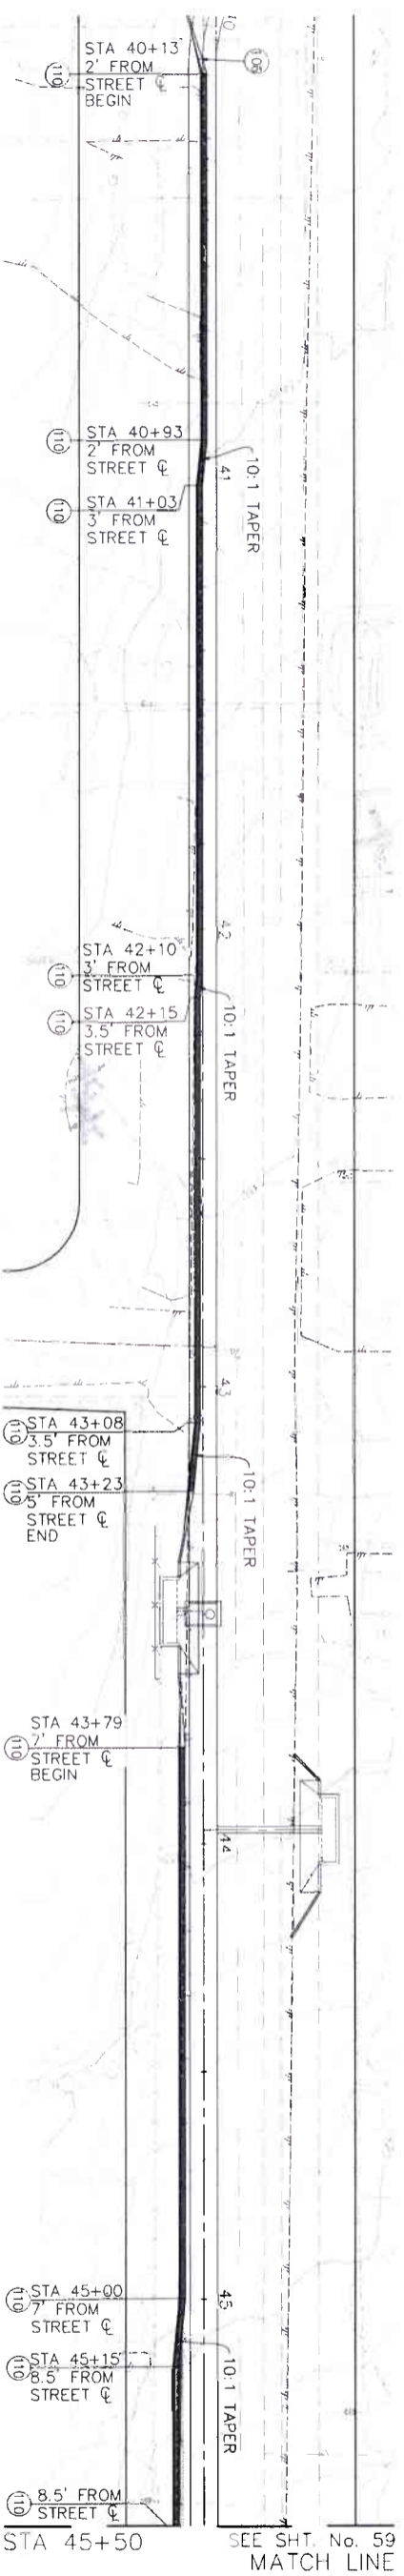 STA 40+13
2' FROM
STREET ℄
BEGIN
110
106
STA 40+93
2' FROM
STREET ℄
110
10:1 TAPER
41
STA 41+03
3' FROM
STREET ℄
110
42
STA 42+10
3' FROM
STREET ℄
110
10:1 TAPER
STA 42+15
3.5' FROM
STREET ℄
110
43
STA 43+08
3.5' FROM
STREET ℄
110
10:1 TAPER
STA 43+23
5' FROM
STREET ℄
END
110
STA 43+79
7' FROM
STREET ℄
BEGIN
110
44
STA 45+00
7' FROM
STREET ℄
110
45
10:1 TAPER
STA 45+15
8.5' FROM
STREET ℄
110
8.5' FROM
STREET ℄
110
STA 45+50
SEE SHT. No. 59
MATCH LINE